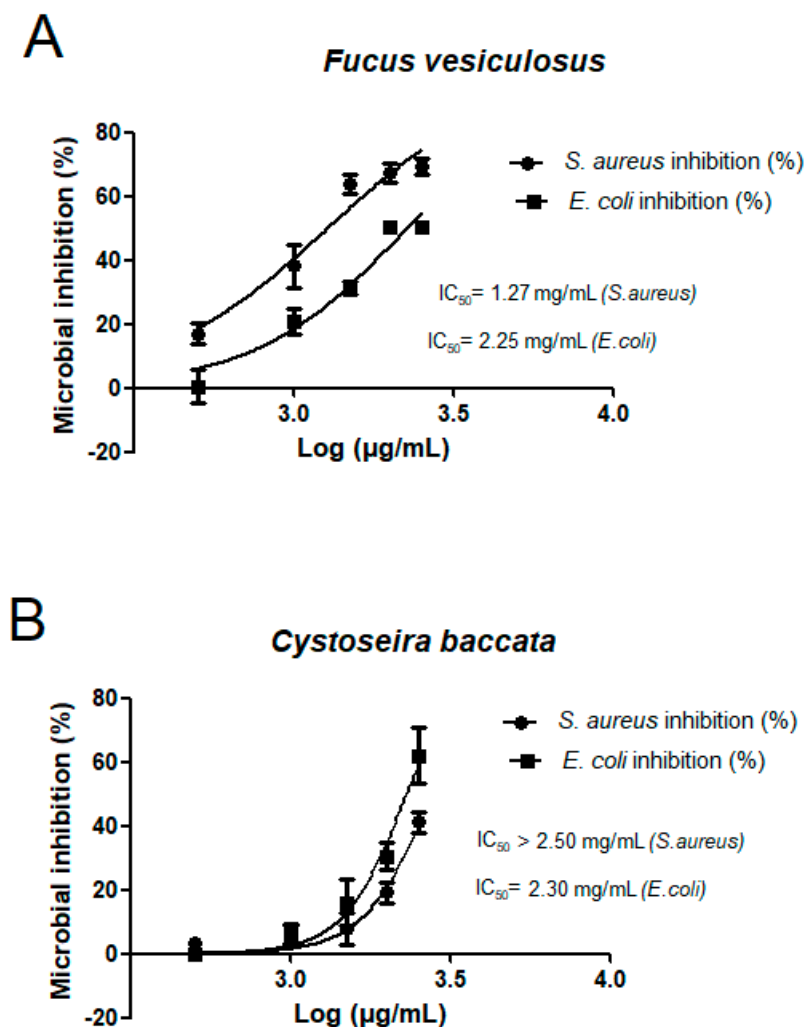 A
Fucus vesiculosus
80
60
40
20
0
-20
Microbial inhibition (%)
3.0
3.5
4.0
Log (µg/mL)
S. aureus inhibition (%)
E. coli inhibition (%)
IC50= 1.27 mg/mL (S.aureus)
IC50= 2.25 mg/mL (E.coli)
B
Cystoseira baccata
80
60
40
20
0
-20
Microbial inhibition (%)
3.0
3.5
4.0
Log (µg/mL)
S. aureus inhibition (%)
E. coli inhibition (%)
IC50 > 2.50 mg/mL (S.aureus)
IC50= 2.30 mg/mL (E.coli)